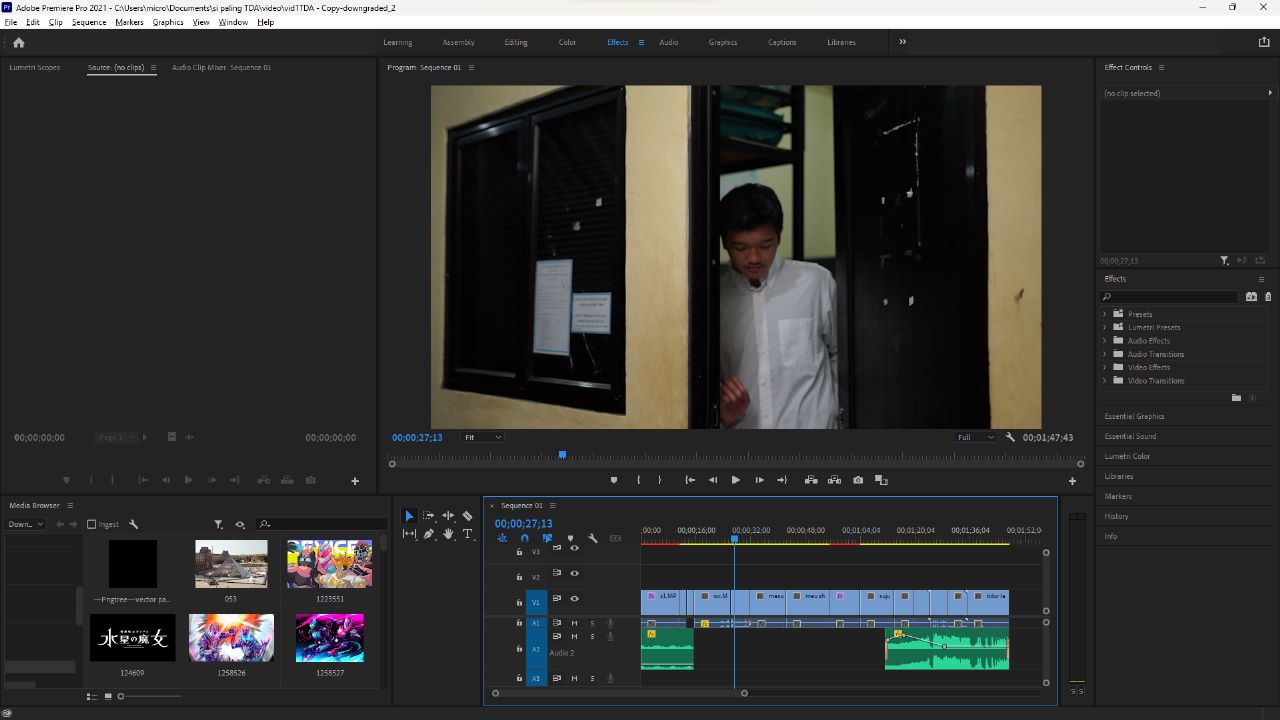 Adobe Premiere Pro 2021 - C:\Users\micro\Documents\si paling TDA\video\vid1TDA - Copy-downgraded_2
File Edit Clip Sequence Markers Graphics View Window Help
Learning Assembly Editing Color Effects Audio Graphics Captions Libraries
Lumetri Scopes Source: (no clips) Audio Clip Mixer: Sequence 01
Program: Sequence 01
Effect Controls
(no clip selected)
00;00;27;13
Effects
Presets
Lumetri Presets
Audio Effects
Audio Transitions
Video Effects
Video Transitions
Essential Graphics
Essential Sound
Lumetri Color
Libraries
Markers
History
Info
00;00;00;00 Page 1 00;00;00;00
00;00;27;13 Fit Full 00;01;47;43
Media Browser
Down... Ingest
—Pngtree—vector pa... 053 1223551
水星の魔女
124609 1258526 1258527
× Sequence 01
00;00;27;13
;00;00 00;00;16;00 00;00;32;00 00;00;48;00 00;01;04;04 00;01;20;04 00;01;36;04 00;01;52;0
V3
V2
V1 s1.MP wc.M masu meu sh suju tidur la
A1 M S
A2 M S
Audio 2
A3 M S
S S